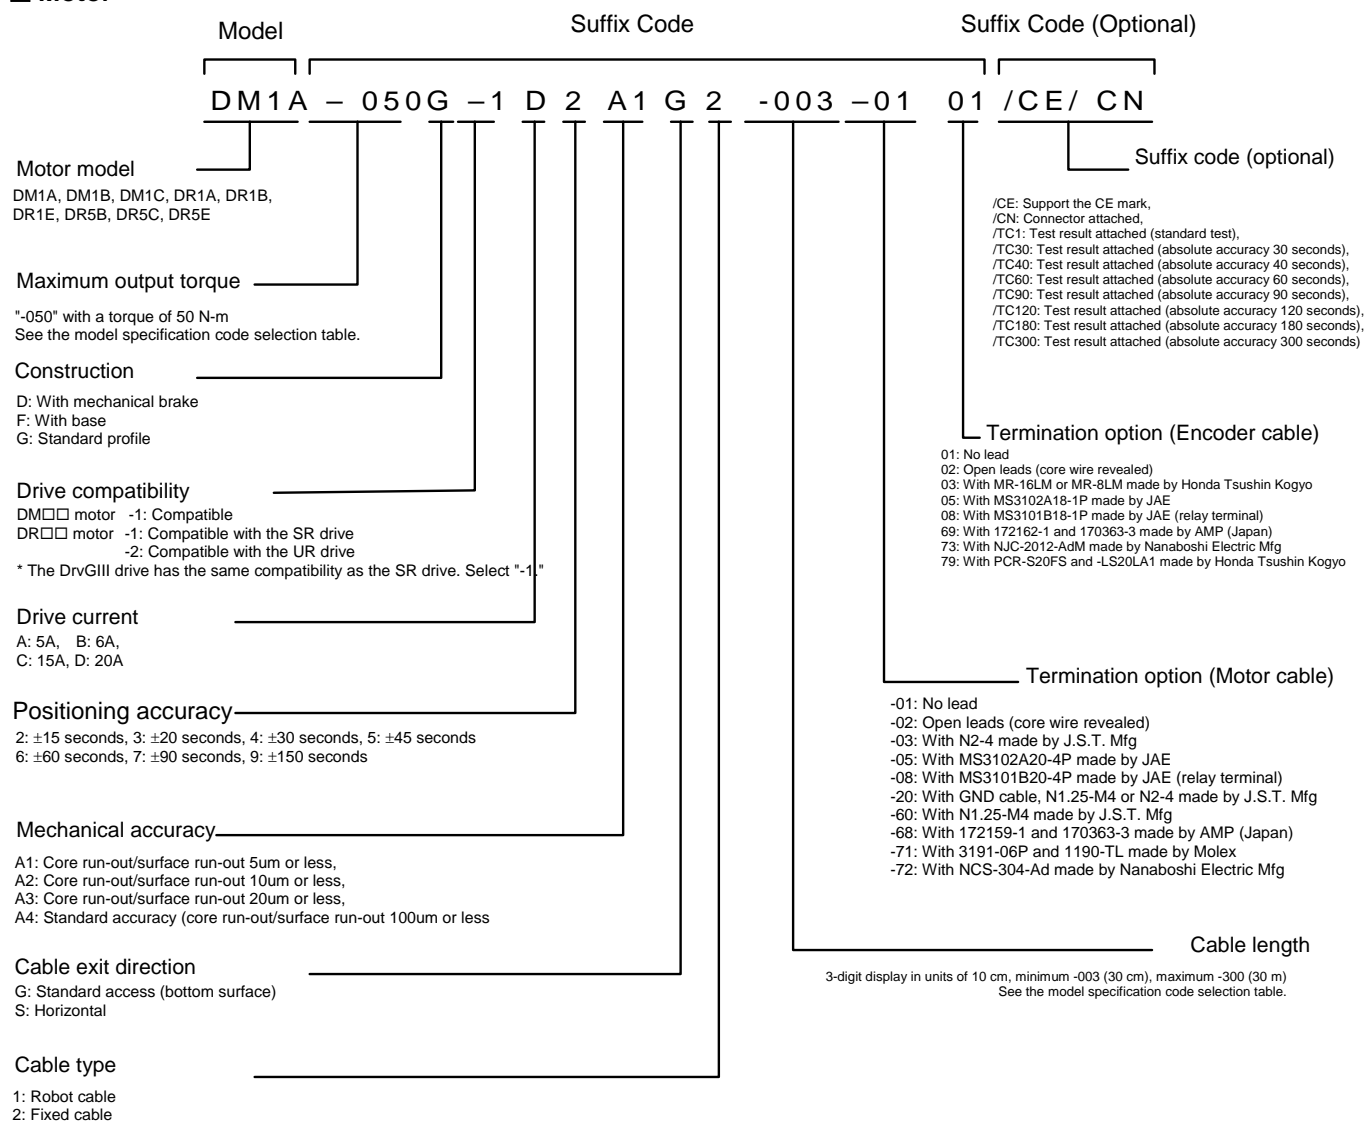 ■ Motor
Model
Suffix Code
Suffix Code (Optional)
DM1A – 050G –1 D 2 A1 G 2 -003 –01 01 /CE/ CN
Motor model
DM1A, DM1B, DM1C, DR1A, DR1B,
DR1E, DR5B, DR5C, DR5E
Suffix code (optional)
/CE: Support the CE mark,
/CN: Connector attached,
/TC1: Test result attached (standard test),
/TC30: Test result attached (absolute accuracy 30 seconds),
/TC40: Test result attached (absolute accuracy 40 seconds),
/TC60: Test result attached (absolute accuracy 60 seconds),
/TC90: Test result attached (absolute accuracy 90 seconds),
/TC120: Test result attached (absolute accuracy 120 seconds),
/TC180: Test result attached (absolute accuracy 180 seconds),
/TC300: Test result attached (absolute accuracy 300 seconds)
Maximum output torque
"-050" with a torque of 50 N-m
See the model specification code selection table.
Construction
D: With mechanical brake
F: With base
G: Standard profile
Termination option (Encoder cable)
01: No lead
02: Open leads (core wire revealed)
03: With MR-16LM or MR-8LM made by Honda Tsushin Kogyo
05: With MS3102A18-1P made by JAE
08: With MS3101B18-1P made by JAE (relay terminal)
69: With 172162-1 and 170363-3 made by AMP (Japan)
73: With NJC-2012-AdM made by Nanaboshi Electric Mfg
79: With PCR-S20FS and -LS20LA1 made by Honda Tsushin Kogyo
Drive compatibility
DM□□ motor -1: Compatible
DR□□ motor -1: Compatible with the SR drive
-2: Compatible with the UR drive
* The DrvGIII drive has the same compatibility as the SR drive. Select "-1."
Drive current
A: 5A, B: 6A,
C: 15A, D: 20A
Termination option (Motor cable)
-01: No lead
-02: Open leads (core wire revealed)
-03: With N2-4 made by J.S.T. Mfg
-05: With MS3102A20-4P made by JAE
-08: With MS3101B20-4P made by JAE (relay terminal)
-20: With GND cable, N1.25-M4 or N2-4 made by J.S.T. Mfg
-60: With N1.25-M4 made by J.S.T. Mfg
-68: With 172159-1 and 170363-3 made by AMP (Japan)
-71: With 3191-06P and 1190-TL made by Molex
-72: With NCS-304-Ad made by Nanaboshi Electric Mfg
Positioning accuracy
2: ±15 seconds, 3: ±20 seconds, 4: ±30 seconds, 5: ±45 seconds
6: ±60 seconds, 7: ±90 seconds, 9: ±150 seconds
Mechanical accuracy
A1: Core run-out/surface run-out 5um or less,
A2: Core run-out/surface run-out 10um or less,
A3: Core run-out/surface run-out 20um or less,
A4: Standard accuracy (core run-out/surface run-out 100um or less
Cable length
3-digit display in units of 10 cm, minimum -003 (30 cm), maximum -300 (30 m)
See the model specification code selection table.
Cable exit direction
G: Standard access (bottom surface)
S: Horizontal
Cable type
1: Robot cable
2: Fixed cable